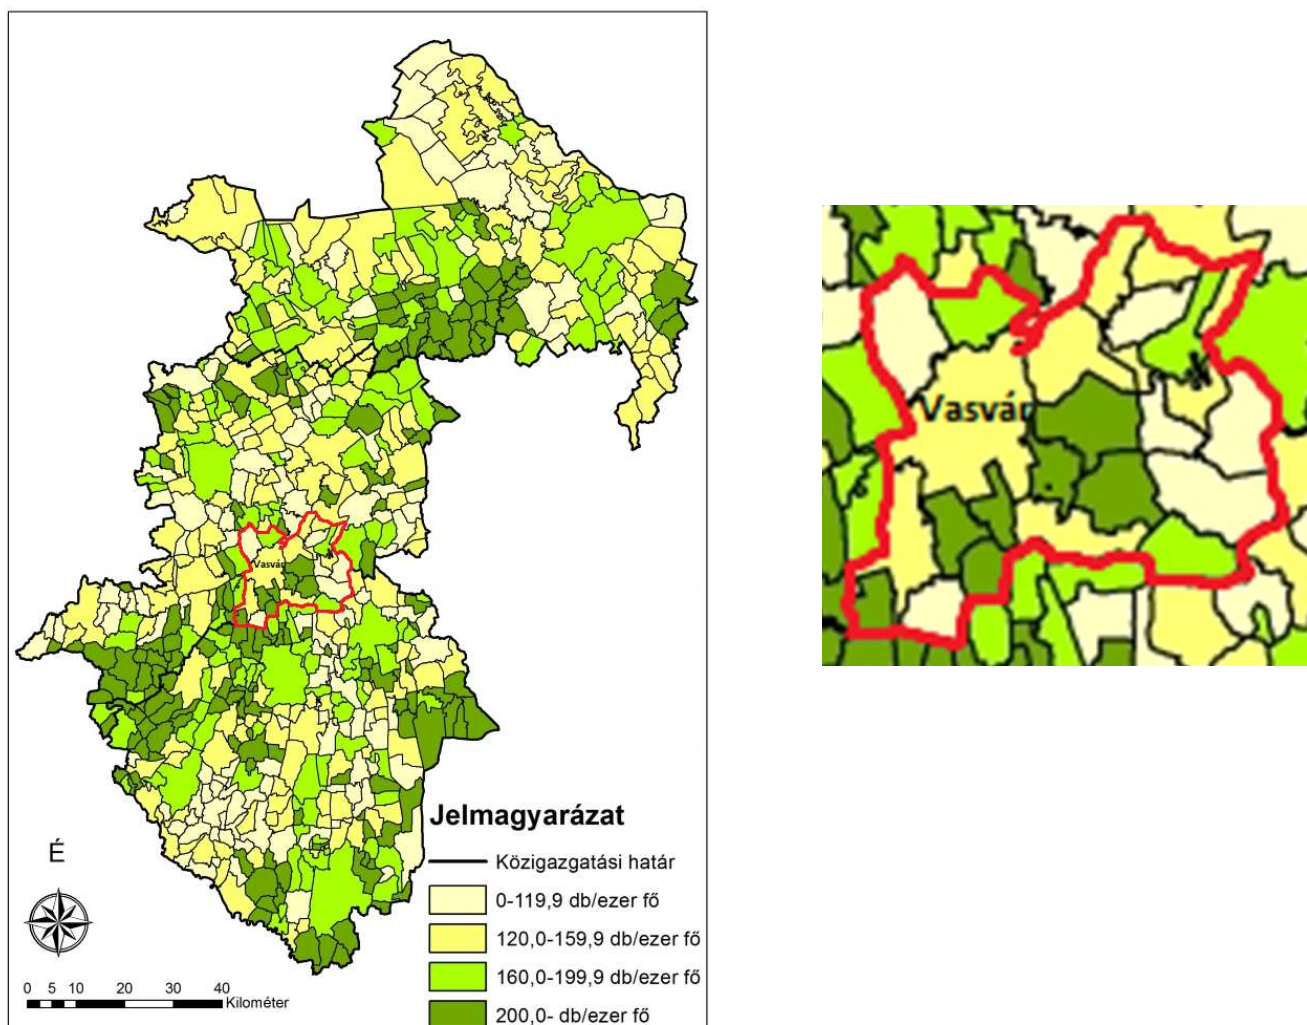 Vasvár
Jelmagyarázat
Közigazgatási határ
0-119,9 db/ezer fő
120,0-159,9 db/ezer fő
160,0-199,9 db/ezer fő
200,0- db/ezer fő
É
0 5 10 20 30 40
Kilométer
Vasvár